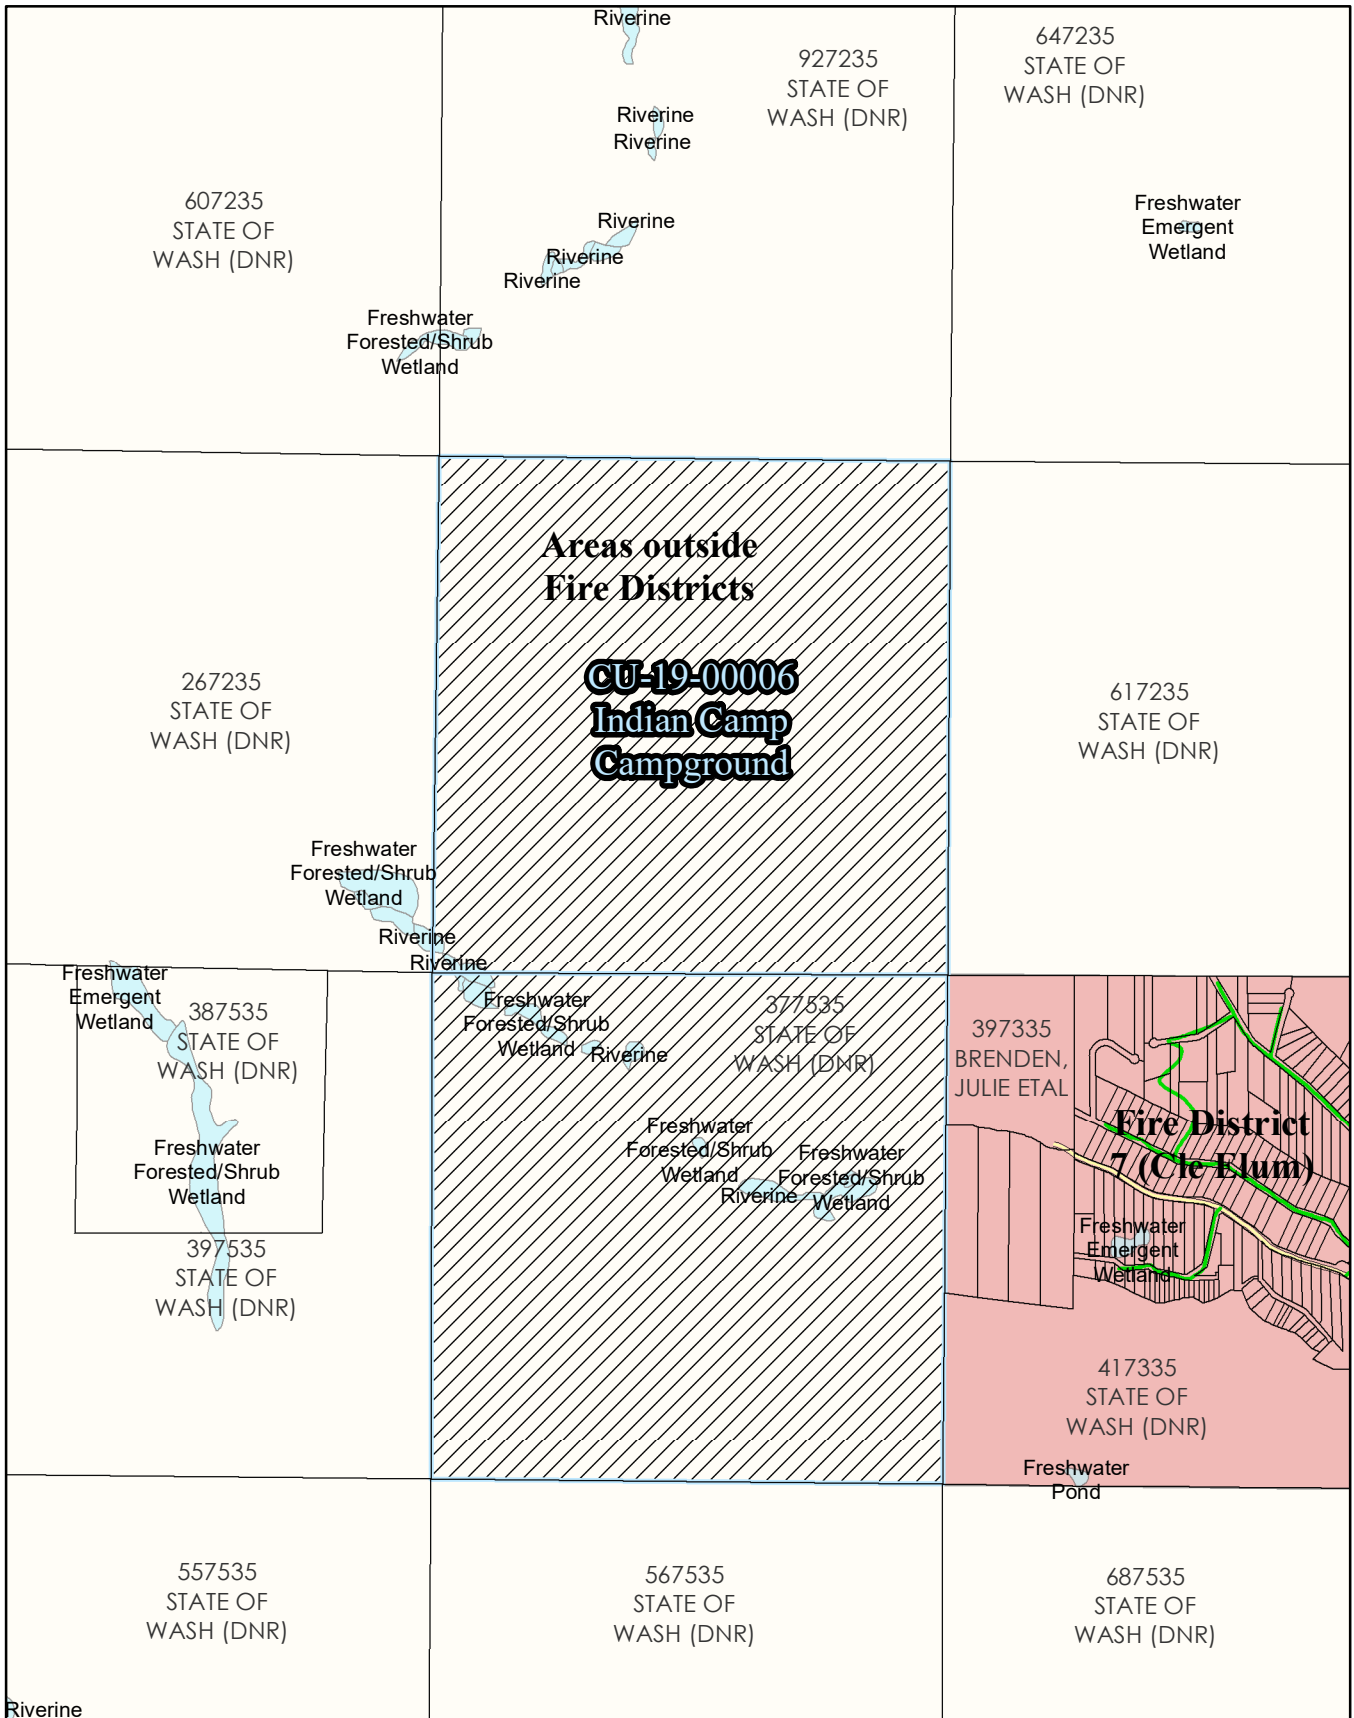 Riverine
927235
STATE OF
WASH (DNR)
647235
STATE OF
WASH (DNR)
Riverine
Riverine
607235
STATE OF
WASH (DNR)
Freshwater
Emergent
Wetland
Riverine
Riverine
Riverine
Freshwater
Forested/Shrub
Wetland
Areas outside
Fire Districts
CU-19-00006
Indian Camp
Campground
267235
STATE OF
WASH (DNR)
617235
STATE OF
WASH (DNR)
Freshwater
Forested/Shrub
Wetland
Riverine
Riverine
Freshwater
Emergent
Wetland
387535
STATE OF
WASH (DNR)
Freshwater
Forested/Shrub
Wetland
Riverine
377535
STATE OF
WASH (DNR)
397335
BRENDEN,
JULIE ETAL
Fire District
7 (Cle Elum)
Freshwater
Forested/Shrub
Wetland
Freshwater
Forested/Shrub
Wetland
Riverine
Freshwater
Forested/Shrub
Wetland
Freshwater
Emergent
Wetland
397535
STATE OF
WASH (DNR)
417335
STATE OF
WASH (DNR)
Freshwater
Pond
557535
STATE OF
WASH (DNR)
567535
STATE OF
WASH (DNR)
687535
STATE OF
WASH (DNR)
Riverine